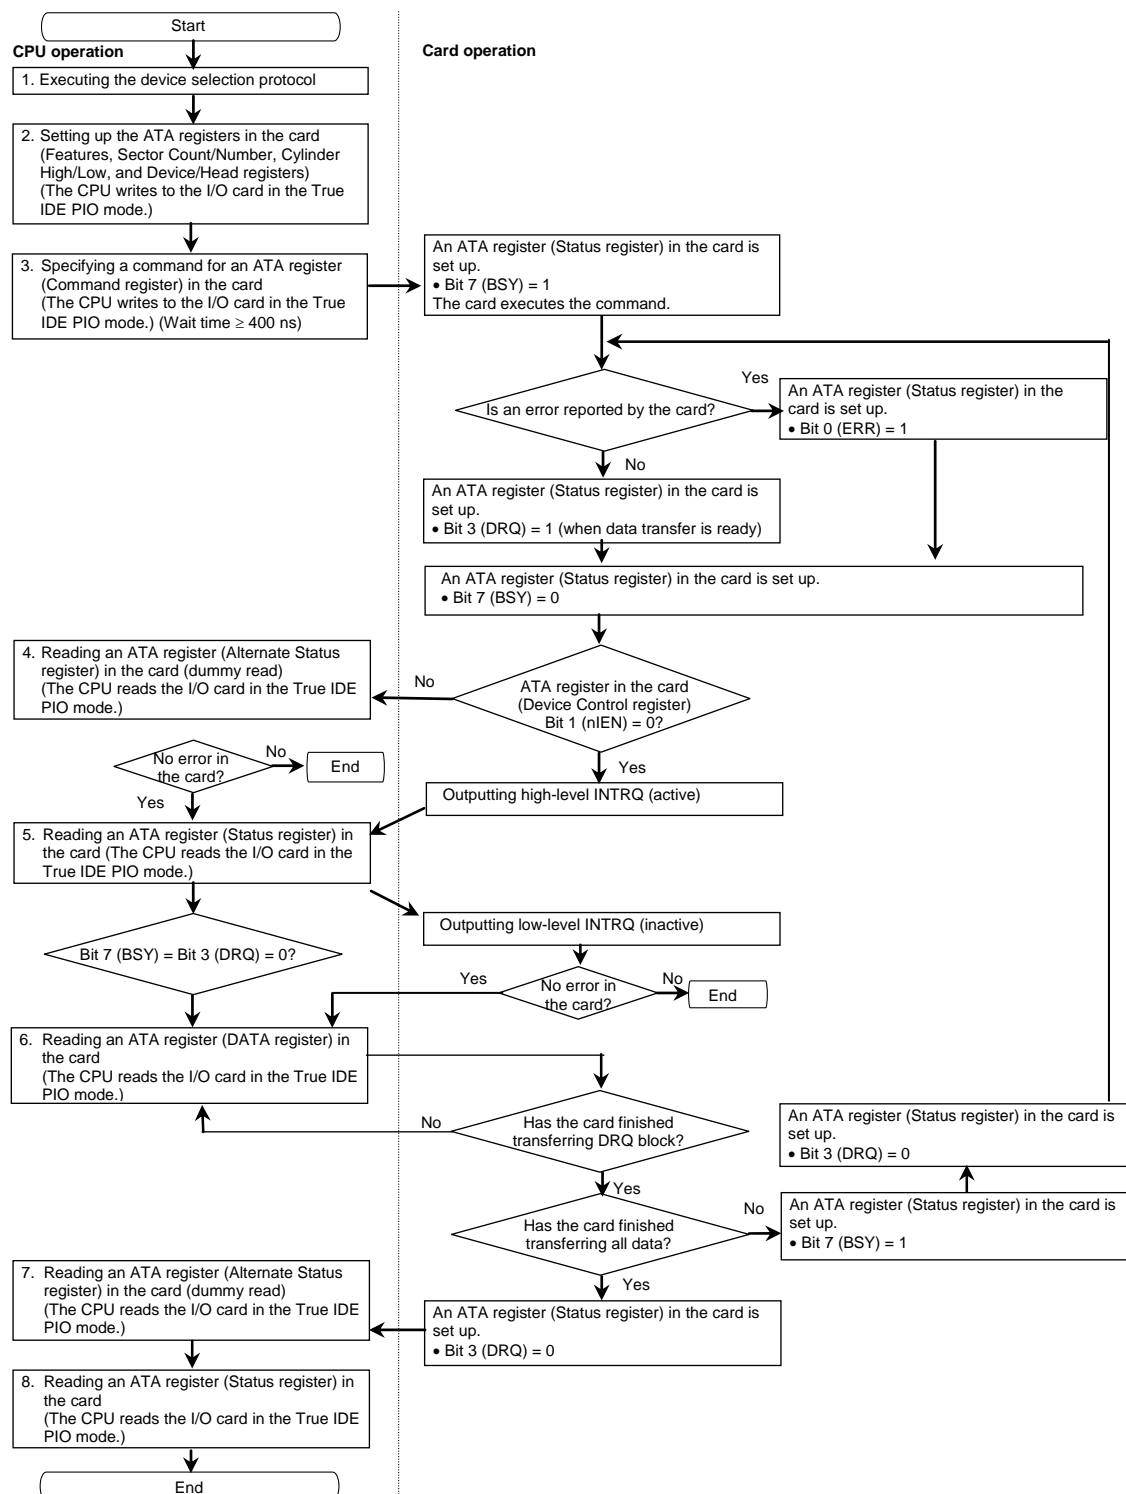 Start
CPU operation
Card operation
1. Executing the device selection protocol
2. Setting up the ATA registers in the card
(Features, Sector Count/Number, Cylinder
High/Low, and Device/Head registers)
(The CPU writes to the I/O card in the True
IDE PIO mode.)
3. Specifying a command for an ATA register
(Command register) in the card
(The CPU writes to the I/O card in the True
IDE PIO mode.) (Wait time ≥ 400 ns)
An ATA register (Status register) in the card is
set up.
• Bit 7 (BSY) = 1
The card executes the command.
Is an error reported by the card?
Yes
An ATA register (Status register) in the
card is set up.
• Bit 0 (ERR) = 1
No
An ATA register (Status register) in the card is
set up.
• Bit 3 (DRQ) = 1 (when data transfer is ready)
An ATA register (Status register) in the card is set up.
• Bit 7 (BSY) = 0
4. Reading an ATA register (Alternate Status
register) in the card (dummy read)
(The CPU reads the I/O card in the True IDE
PIO mode.)
No
ATA register in the card
(Device Control register)
Bit 1 (nIEN) = 0?
Yes
No error in
the card?
No
End
Yes
Outputting high-level INTRQ (active)
5. Reading an ATA register (Status register) in
the card (The CPU reads the I/O card in the
True IDE PIO mode.)
Outputting low-level INTRQ (inactive)
Bit 7 (BSY) = Bit 3 (DRQ) = 0?
Yes
No error in
the card?
No
End
6. Reading an ATA register (DATA register) in
the card
(The CPU reads the I/O card in the True IDE
PIO mode.)
No
Has the card finished
transferring DRQ block?
Yes
An ATA register (Status register) in the card is
set up.
• Bit 3 (DRQ) = 0
Has the card finished
transferring all data?
No
An ATA register (Status register) in the card is
set up.
• Bit 7 (BSY) = 1
Yes
7. Reading an ATA register (Alternate Status
register) in the card (dummy read)
(The CPU reads the I/O card in the True IDE
PIO mode.)
An ATA register (Status register) in the card is
set up.
• Bit 3 (DRQ) = 0
8. Reading an ATA register (Status register) in
the card
(The CPU reads the I/O card in the True IDE
PIO mode.)
End